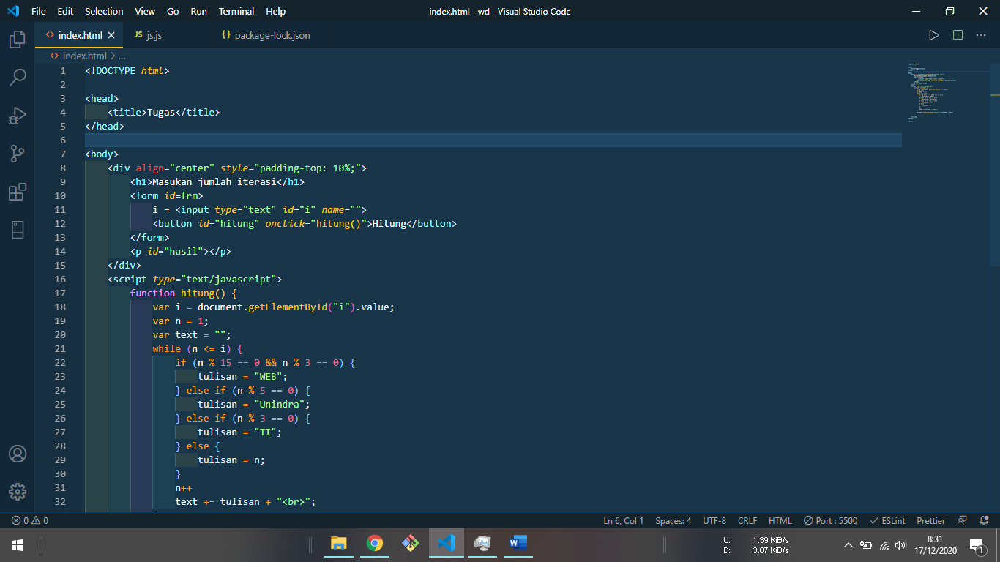 File Edit Selection View Go Run Terminal Help index.html - wd - Visual Studio Code
<> index.html × JS js.js {} package-lock.json
<> index.html > ...
1 <!DOCTYPE html>
2
3 <head>
4 <title>Tugas</title>
5 </head>
6
7 <body>
8 <div align="center" style="padding-top: 10%;">
9 <h1>Masukan jumlah iterasi</h1>
10 <form id=frm>
11 i = <input type="text" id="i" name="">
12 <button id="hitung" onclick="hitung()">Hitung</button>
13 </form>
14 <p id="hasil"></p>
15 </div>
16 <script type="text/javascript">
17 function hitung() {
18 var i = document.getElementById("i").value;
19 var n = 1;
20 var text = "";
21 while (n <= i) {
22 if (n % 15 == 0 && n % 3 == 0) {
23 tulisan = "WEB";
24 } else if (n % 5 == 0) {
25 tulisan = "Unindra";
26 } else if (n % 3 == 0) {
27 tulisan = "TI";
28 } else {
29 tulisan = n;
30 }
31 n++
32 text += tulisan + "<br>";
0 0 Ln 6, Col 1 Spaces: 4 UTF-8 CRLF HTML Port : 5500 ESLint Prettier
U: 1.39 KiB/s 8:31
D: 3.07 KiB/s 17/12/2020 1